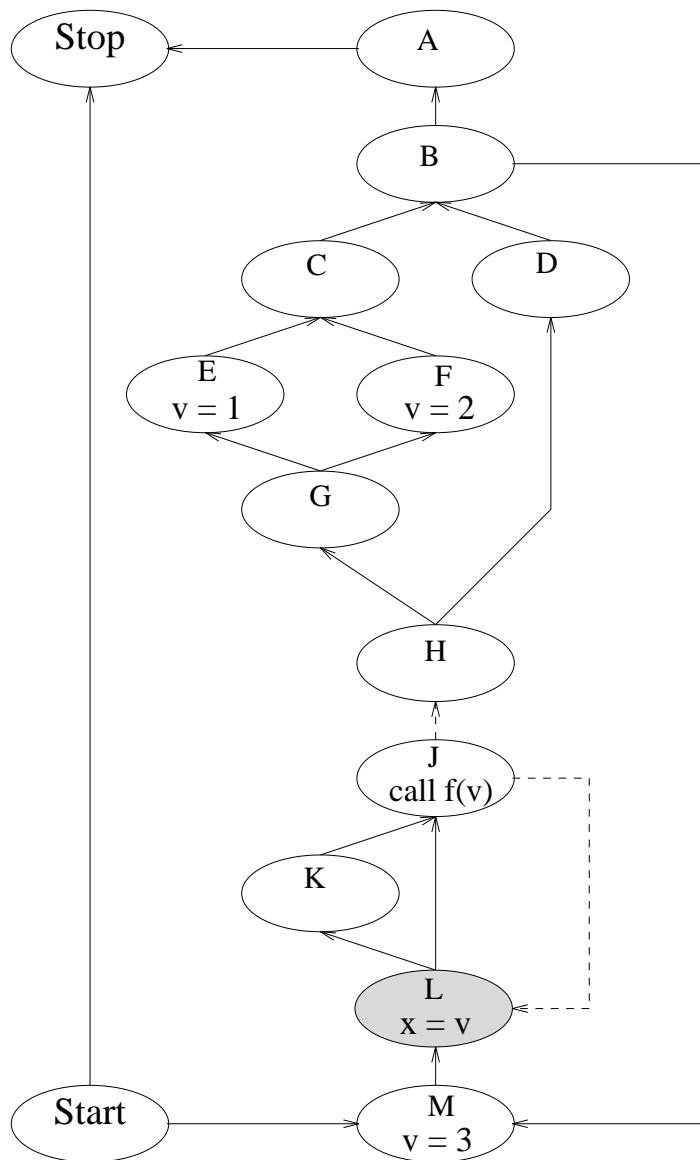 Stop
A
B
C
D
E
v = 1
F
v = 2
G
H
J
call f(v)
K
L
x = v
Start
M
v = 3